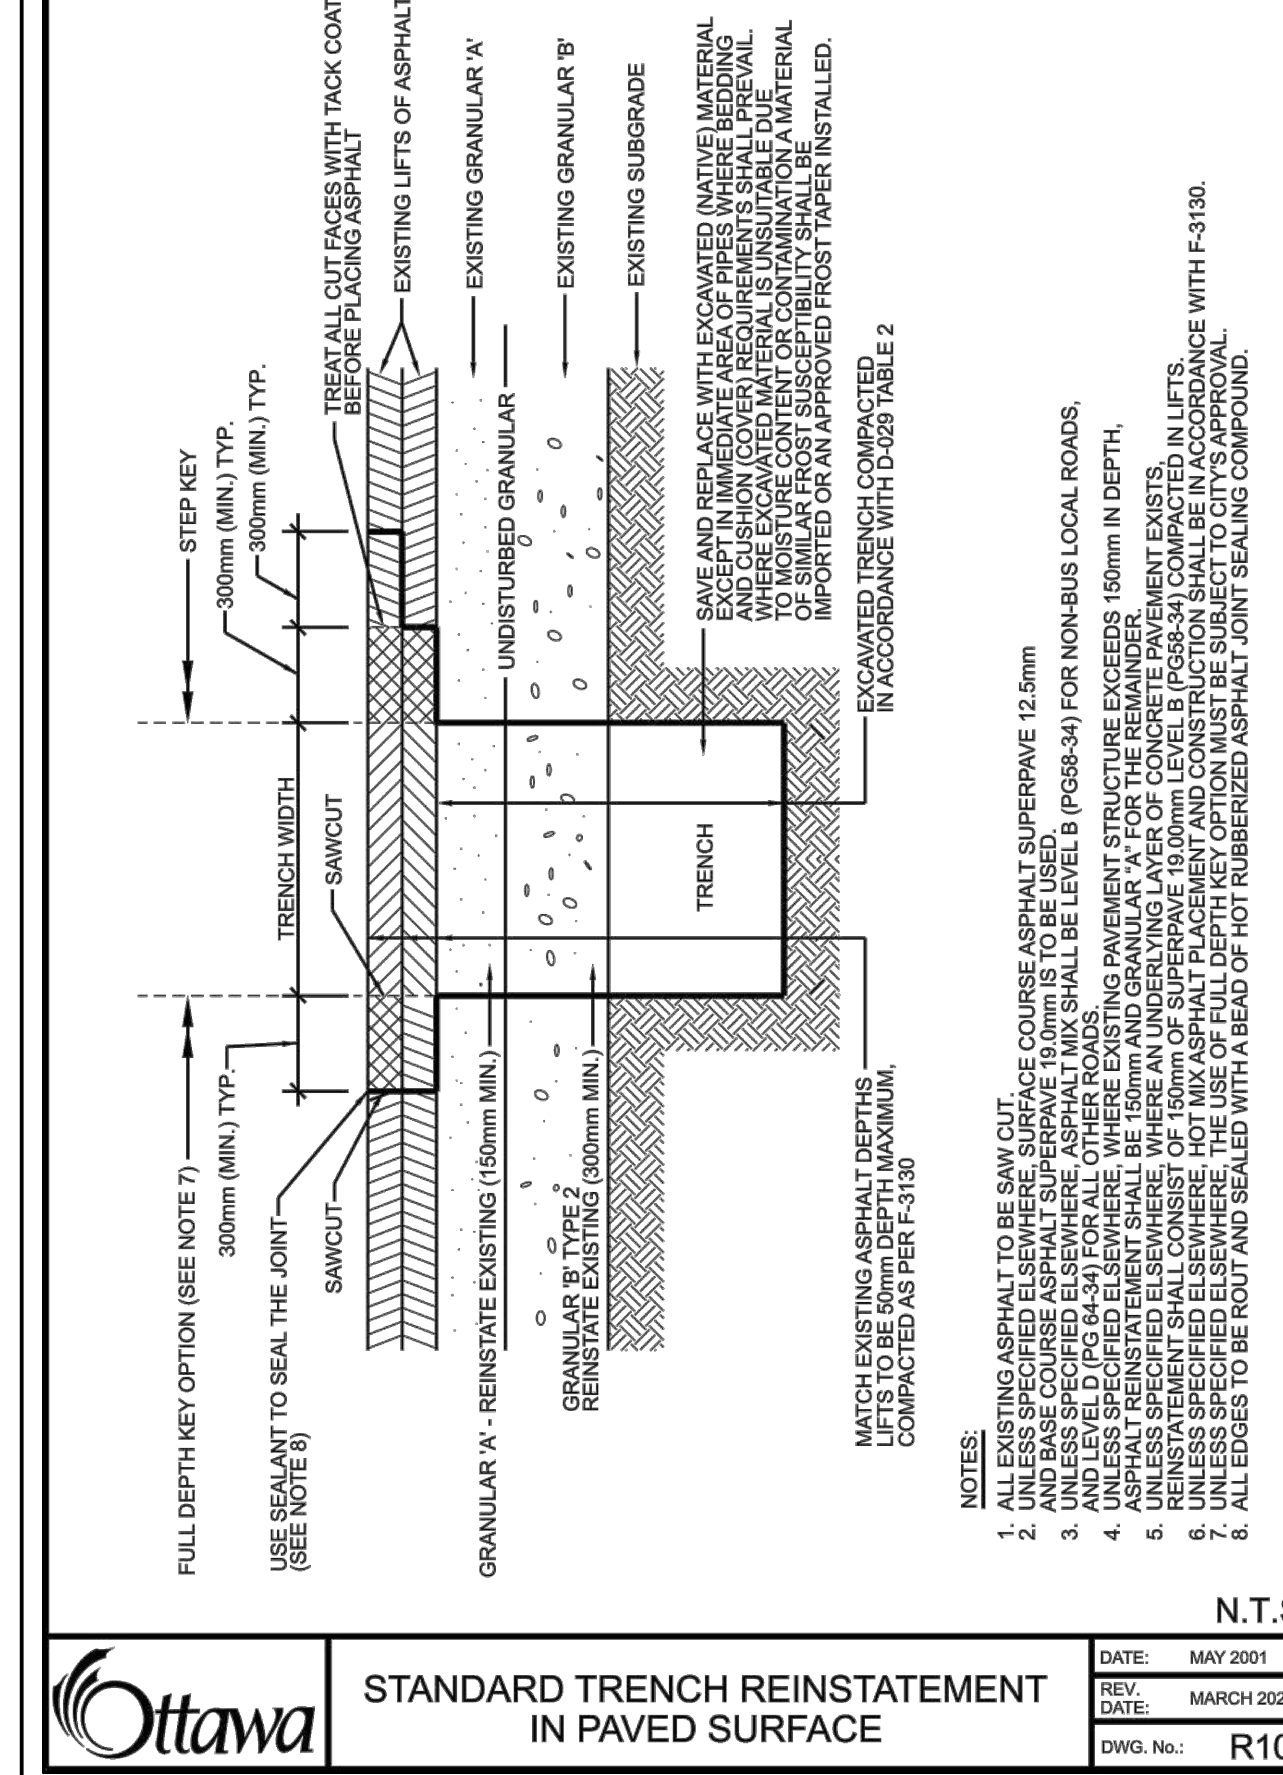 FULL DEPTH KEY OPTION (SEE NOTE 7)
STEP KEY
300mm (MIN.) TYP.
300mm (MIN.) TYP.
300mm (MIN.) TYP.
TRENCH WIDTH
USE SEALANT TO SEAL THE JOINT
(SEE NOTE 8)
SAWCUT
SAWCUT
TREAT ALL CUT FACES WITH TACK COAT
BEFORE PLACING ASPHALT
EXISTING LIFTS OF ASPHALT
EXISTING GRANULAR 'A'
GRANULAR 'A' - REINSTATE EXISTING (150mm MIN.)
UNDISTURBED GRANULAR
EXISTING GRANULAR 'B'
GRANULAR 'B' TYPE 2
REINSTATE EXISTING (300mm MIN.)
EXISTING SUBGRADE
TRENCH
SAVE AND REPLACE WITH EXCAVATED (NATIVE) MATERIAL
EXCEPT IN IMMEDIATE AREA OF PIPES WHERE BEDDING
AND CUSHION (COVER) REQUIREMENTS SHALL PREVAIL.
WHERE EXCAVATED MATERIAL IS UNSUITABLE DUE
TO MOISTURE CONTENT OR CONTAMINATION A MATERIAL
OF SIMILAR FROST SUSCEPTIBILITY SHALL BE
IMPORTED OR AN APPROVED FROST TAPER INSTALLED.
MATCH EXISTING ASPHALT DEPTHS
LIFTS TO BE 50mm DEPTH MAXIMUM,
COMPACTED AS PER F-3130
EXCAVATED TRENCH COMPACTED
IN ACCORDANCE WITH D-029 TABLE 2
NOTES:
1. ALL EXISTING ASPHALT TO BE SAW CUT.
2. UNLESS SPECIFIED ELSEWHERE, SURFACE COURSE ASPHALT SUPERPAVE 12.5mm
AND BASE COURSE ASPHALT SUPERPAVE 19.0mm IS TO BE USED.
3. UNLESS SPECIFIED ELSEWHERE, ASPHALT MIX SHALL BE LEVEL B (PG58-34) FOR NON-BUS LOCAL ROADS,
AND LEVEL D (PG 64-34) FOR ALL OTHER ROADS.
4. UNLESS SPECIFIED ELSEWHERE, WHERE EXISTING PAVEMENT STRUCTURE EXCEEDS 150mm IN DEPTH,
ASPHALT REINSTATEMENT SHALL BE 150mm AND GRANULAR "A" FOR THE REMAINDER.
5. UNLESS SPECIFIED ELSEWHERE, WHERE AN UNDERLYING LAYER OF CONCRETE PAVEMENT EXISTS,
REINSTATEMENT SHALL CONSIST OF 150mm OF SUPERPAVE 19.00mm LEVEL B (PG58-34) COMPACTED IN LIFTS.
6. UNLESS SPECIFIED ELSEWHERE, HOT MIX ASPHALT PLACEMENT AND CONSTRUCTION SHALL BE IN ACCORDANCE WITH F-3130.
7. UNLESS SPECIFIED ELSEWHERE, THE USE OF FULL DEPTH KEY OPTION MUST BE SUBJECT TO CITY'S APPROVAL.
8. ALL EDGES TO BE ROUT AND SEALED WITH A BEAD OF HOT RUBBERIZED ASPHALT JOINT SEALING COMPOUND.
N.T.
Ottawa
STANDARD TRENCH REINSTATEMENT
IN PAVED SURFACE
DATE: MAY 2001
REV.
DATE: MARCH 202
DWG. No.: R10